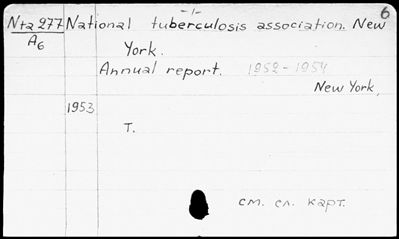 -1-
6
Nta 277 National tuberculosis association. New
A6
York.
Annual report. 1952-1954
New York,
1953
T.
см. сл. карт.